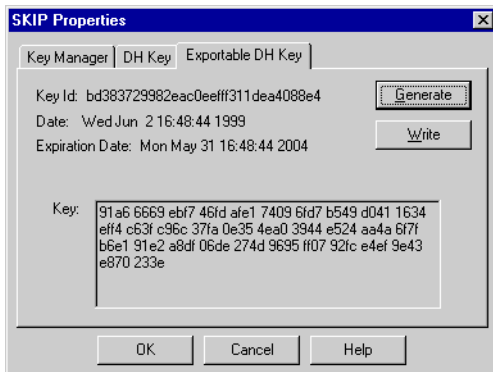 SKIP Properties
Key Manager DH Key Exportable DH Key
Key Id: bd383729982eac0eefff311dea4088e4
Generate
Date: Wed Jun 2 16:48:44 1999
Write
Expiration Date: Mon May 31 16:48:44 2004
Key: 91a6 6669 ebf7 46fd afe1 7409 6fd7 b549 d041 1634
eff4 c63f c96c 37fa 0e35 4ea0 3944 e524 aa4a 6f7f
b6e1 91e2 a8df 06de 274d 9695 ff07 92fc e4ef 9e43
e870 233e
OK Cancel Help